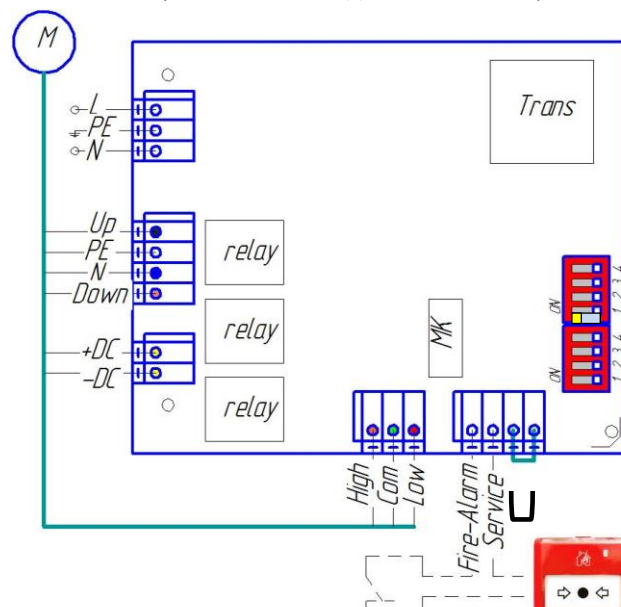 M
L
PE
N
Trans
Up
PE
N
Down
relay
relay
relay
+DC
-DC
MK
ON
1 2 3 4
ON
1 2 3 4
High
Com
Low
Fire-Alarm
Service